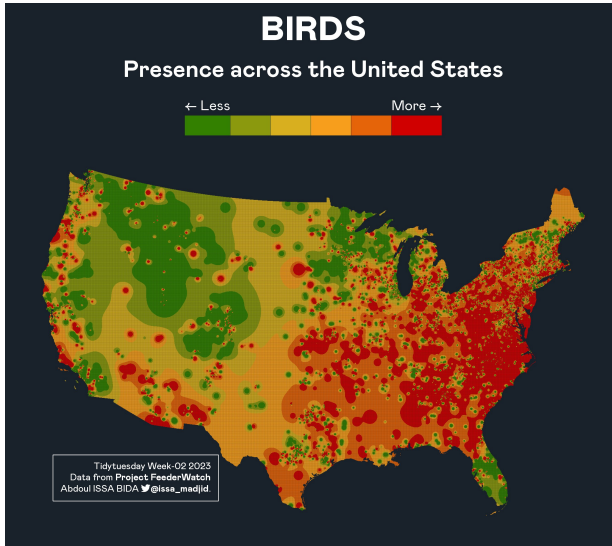 BIRDS
Presence across the United States
← Less More →
Tidytuesday Week-02 2023
Data from Project FeederWatch
Abdoul ISSA BIDA @issa_madjid.